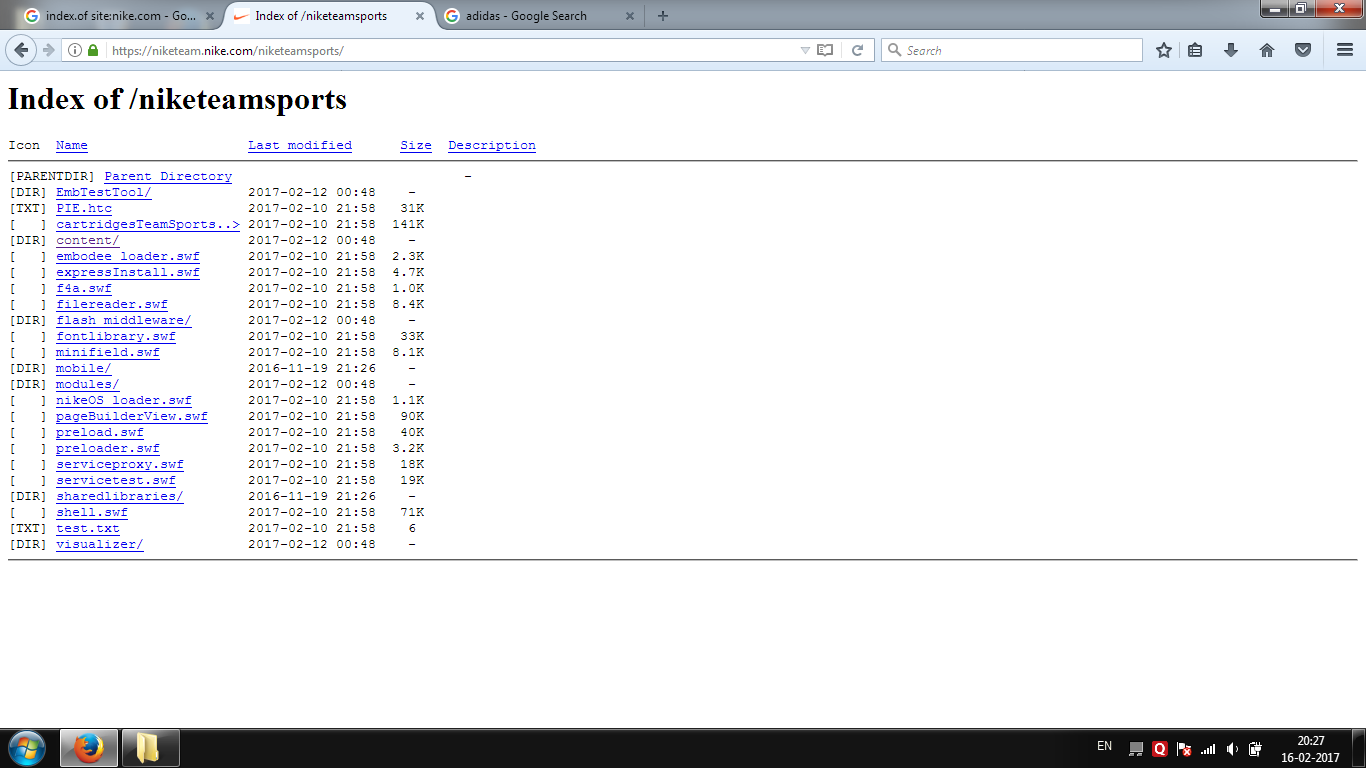 index.of site:nike.com - Go...
Index of /niketeamsports
adidas - Google Search
https://niketeam.nike.com/niketeamsports/
Search
Index of /niketeamsports
Icon Name Last modified Size Description
[PARENTDIR] Parent Directory -
[DIR] EmbTestTool/ 2017-02-12 00:48 -
[TXT] PIE.htc 2017-02-10 21:58 31K
[ ] cartridgesTeamSports..> 2017-02-10 21:58 141K
[DIR] content/ 2017-02-12 00:48 -
[ ] embodee_loader.swf 2017-02-10 21:58 2.3K
[ ] expressInstall.swf 2017-02-10 21:58 4.7K
[ ] f4a.swf 2017-02-10 21:58 1.0K
[ ] filereader.swf 2017-02-10 21:58 8.4K
[DIR] flash_middleware/ 2017-02-12 00:48 -
[ ] fontlibrary.swf 2017-02-10 21:58 33K
[ ] minifield.swf 2017-02-10 21:58 8.1K
[DIR] mobile/ 2016-11-19 21:26 -
[DIR] modules/ 2017-02-12 00:48 -
[ ] nikeOS_loader.swf 2017-02-10 21:58 1.1K
[ ] pageBuilderView.swf 2017-02-10 21:58 90K
[ ] preload.swf 2017-02-10 21:58 40K
[ ] preloader.swf 2017-02-10 21:58 3.2K
[ ] serviceproxy.swf 2017-02-10 21:58 18K
[ ] servicetest.swf 2017-02-10 21:58 19K
[DIR] sharedlibraries/ 2016-11-19 21:26 -
[ ] shell.swf 2017-02-10 21:58 71K
[TXT] test.txt 2017-02-10 21:58 6
[DIR] visualizer/ 2017-02-12 00:48 -
EN
Q
20:27
16-02-2017